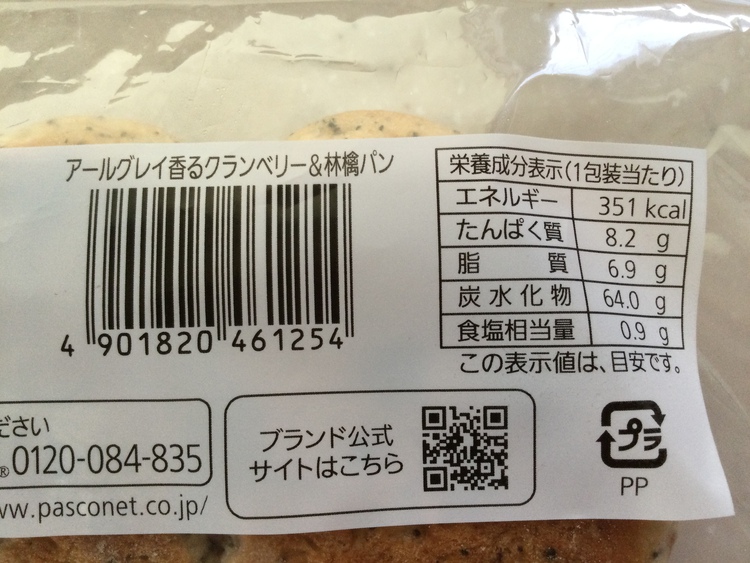 アールグレイ香るクランベリー&林檎パン
4 901820 461254
栄養成分表示(1包装当たり)
エネルギー 351 kcal
たんぱく質 8.2 g
脂質 6.9 g
炭水化物 64.0 g
食塩相当量 0.9 g
この表示値は、目安です。
ださい
® 0120-084-835
ww.pasconet.co.jp/
ブランド公式
サイトはこちら
プラ
PP